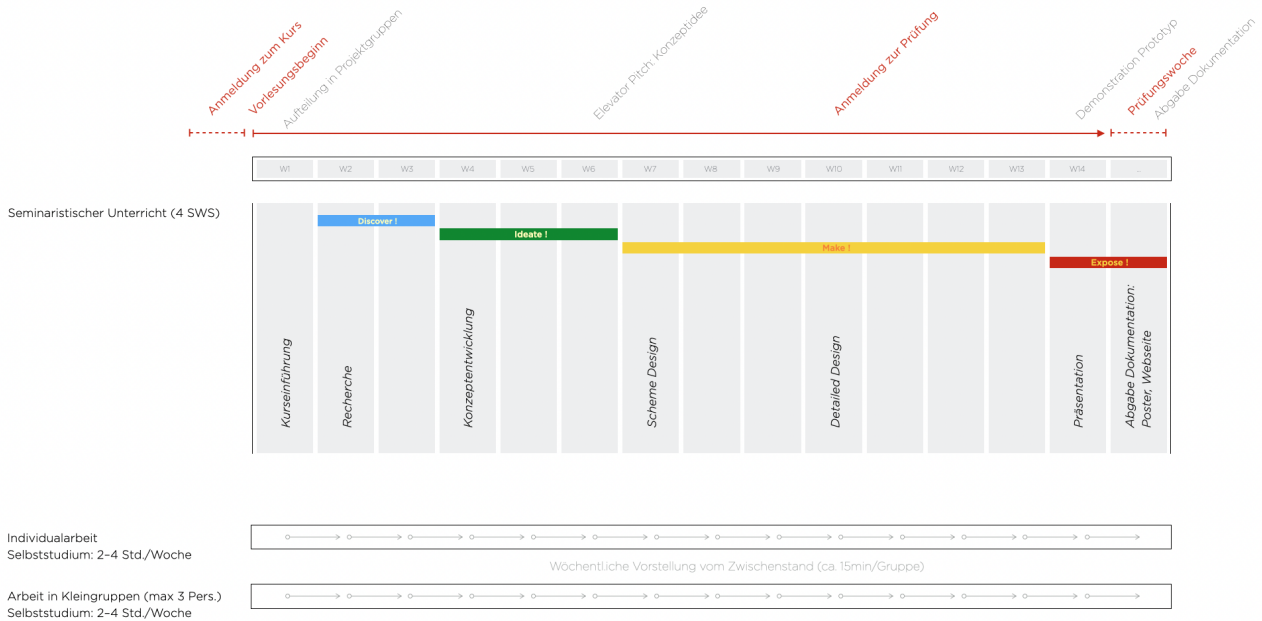 Anmeldung zum Kurs
Vorlesungsbeginn
Aufteilung in Projektgruppen
Elevator Pitch: Konzeptidee
Anmeldung zur Prüfung
Demonstration Prototyp
Prüfungswoche
Abgabe Dokumentation
W1
W2
W3
W4
W5
W6
W7
W8
W9
W10
W11
W12
W13
W14
Seminaristischer Unterricht (4 SWS)
Discover !
Ideate !
Make !
Expose !
Kurseinführung
Recherche
Konzeptentwicklung
Scheme Design
Detailed Design
Präsentation
Abgabe Dokumentation:
Poster, Webseite
Individualarbeit
Selbststudium: 2–4 Std./Woche
Wöchentliche Vorstellung vom Zwischenstand (ca. 15min/Gruppe)
Arbeit in Kleingruppen (max 3 Pers.)
Selbststudium: 2–4 Std./Woche